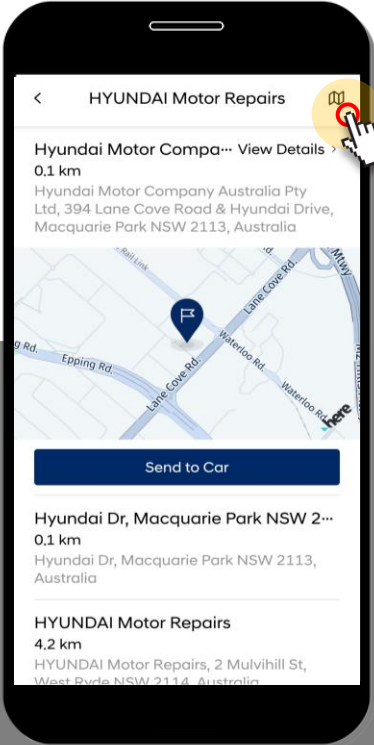 HYUNDAI Motor Repairs
Hyundai Motor Compa··· View Details >
0.1 km
Hyundai Motor Company Australia Pty
Ltd, 394 Lane Cove Road & Hyundai Drive,
Macquarie Park NSW 2113, Australia
Rail Link
Lane Cove Rd.
Mtwy
g Rd.
Epping Rd.
Waterloo Rd.
Lane Cove Rd.
Waterloo Rd.
here
Send to Car
Hyundai Dr, Macquarie Park NSW 2···
0.1 km
Hyundai Dr, Macquarie Park NSW 2113,
Australia
HYUNDAI Motor Repairs
4.2 km
HYUNDAI Motor Repairs, 2 Mulvihill St,
West Ryde NSW 2114, Australia